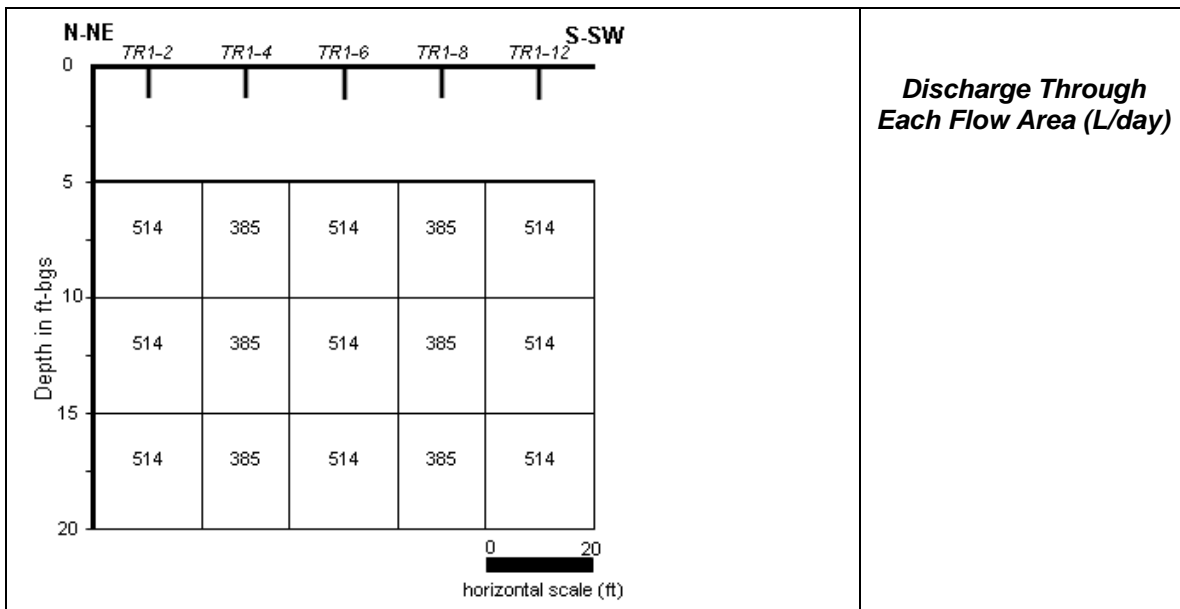 N-NE
S-SW
TR1-2 TR1-4 TR1-6 TR1-8 TR1-12
0
5
514 385 514 385 514
10
514 385 514 385 514
15
514 385 514 385 514
20
Depth in ft-bgs
0 20
horizontal scale (ft)
Discharge Through
Each Flow Area (L/day)